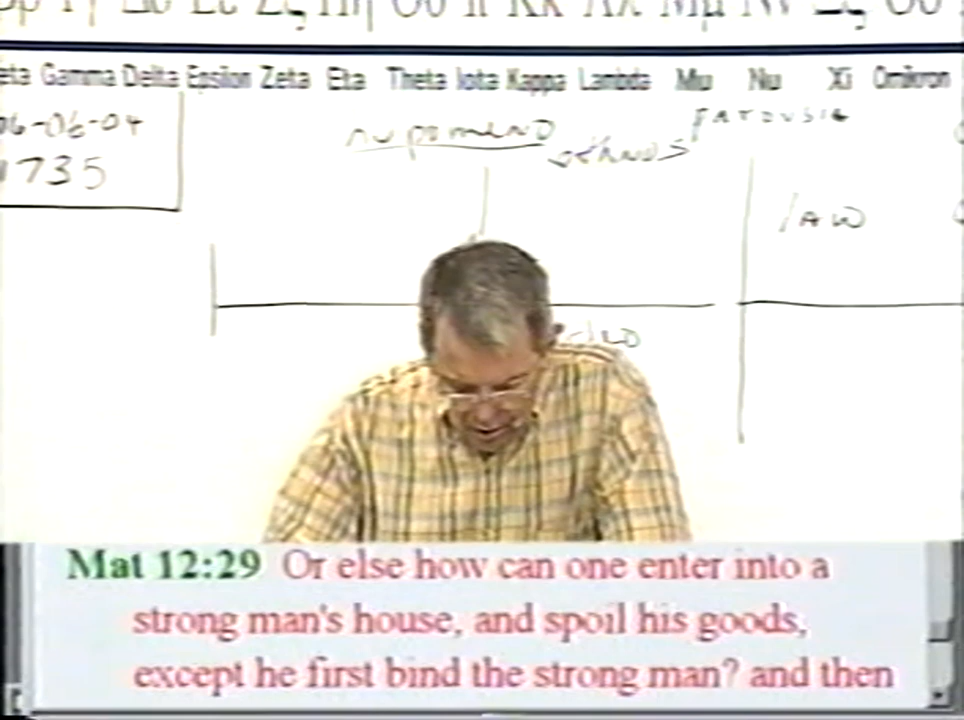 eta Gamma Delta Epsilon Zeta Eta Theta Iota Kappa Lambda Mu Nu Xi Omikron
06-06-04
1735
ethnos
law
Mat 12:29 Or else how can one enter into a
strong man's house, and spoil his goods,
except he first bind the strong man? and then